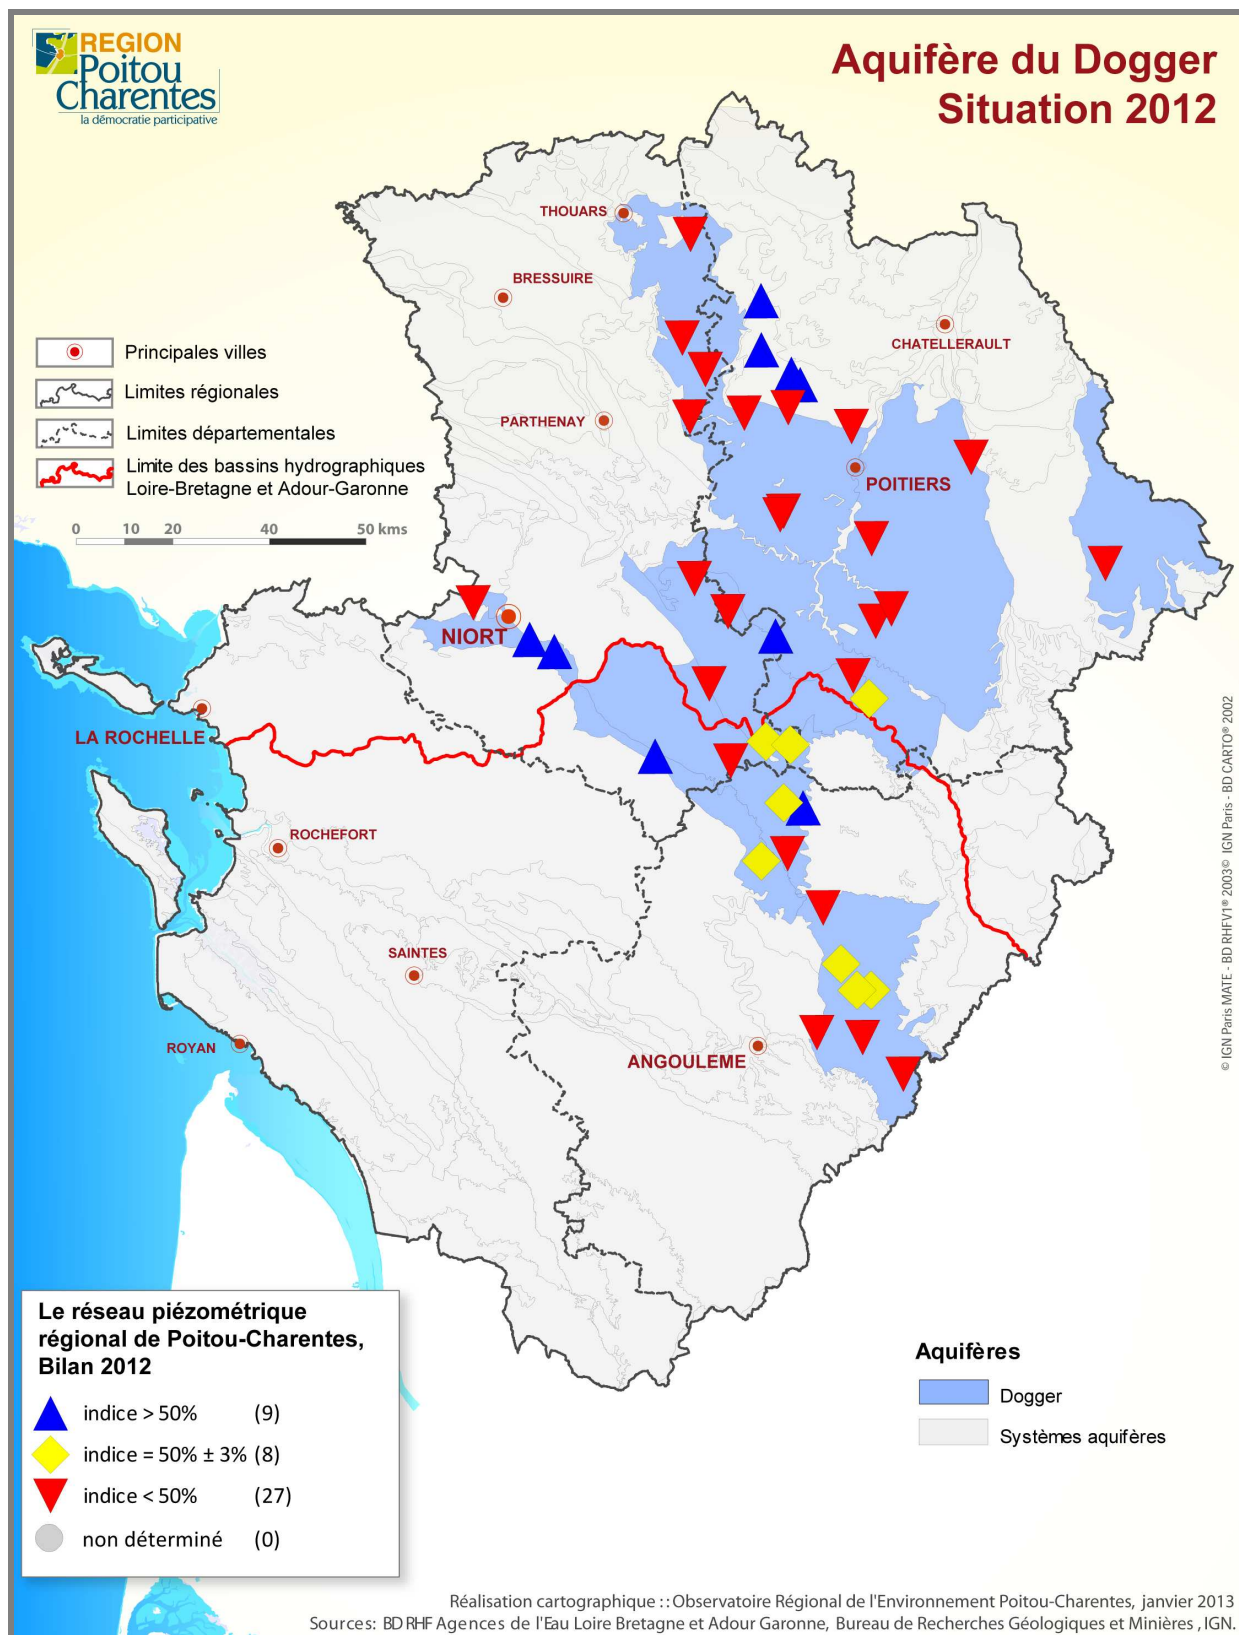 REGION
Poitou
Charentes
la démocratie participative
Aquifère du Dogger
Situation 2012
THOUARS
BRESSUIRE
CHATELLERAULT
PARTHENAY
POITIERS
NIORT
LA ROCHELLE
ROCHEFORT
SAINTES
ROYAN
ANGOULEME
Principales villes
Limites régionales
Limites départementales
Limite des bassins hydrographiques
Loire-Bretagne et Adour-Garonne
0 10 20 40 50 kms
© IGN Paris MATE - BD RHFV1® 2003© IGN Paris - BD CARTO® 2002
Le réseau piézométrique
régional de Poitou-Charentes,
Bilan 2012
indice > 50% (9)
indice = 50% ± 3% (8)
indice < 50% (27)
non déterminé (0)
Aquifères
Dogger
Systèmes aquifères
Réalisation cartographique :: Observatoire Régional de l'Environnement Poitou-Charentes, janvier 2013
Sources: BD RHF Agences de l'Eau Loire Bretagne et Adour Garonne, Bureau de Recherches Géologiques et Minières , IGN.